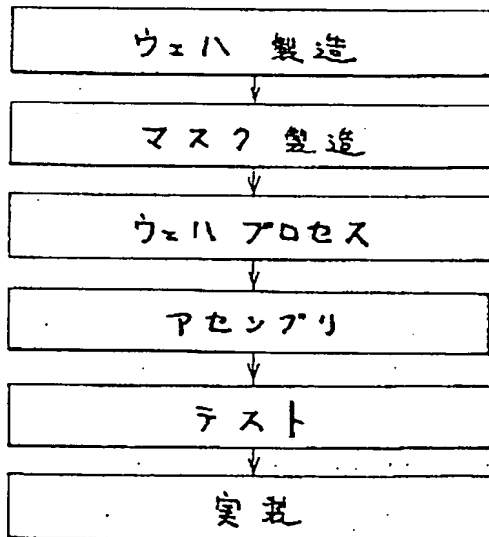 ウェハ 製造
マスク 製造
ウェハ プロセス
アセンブリ
テスト
実装